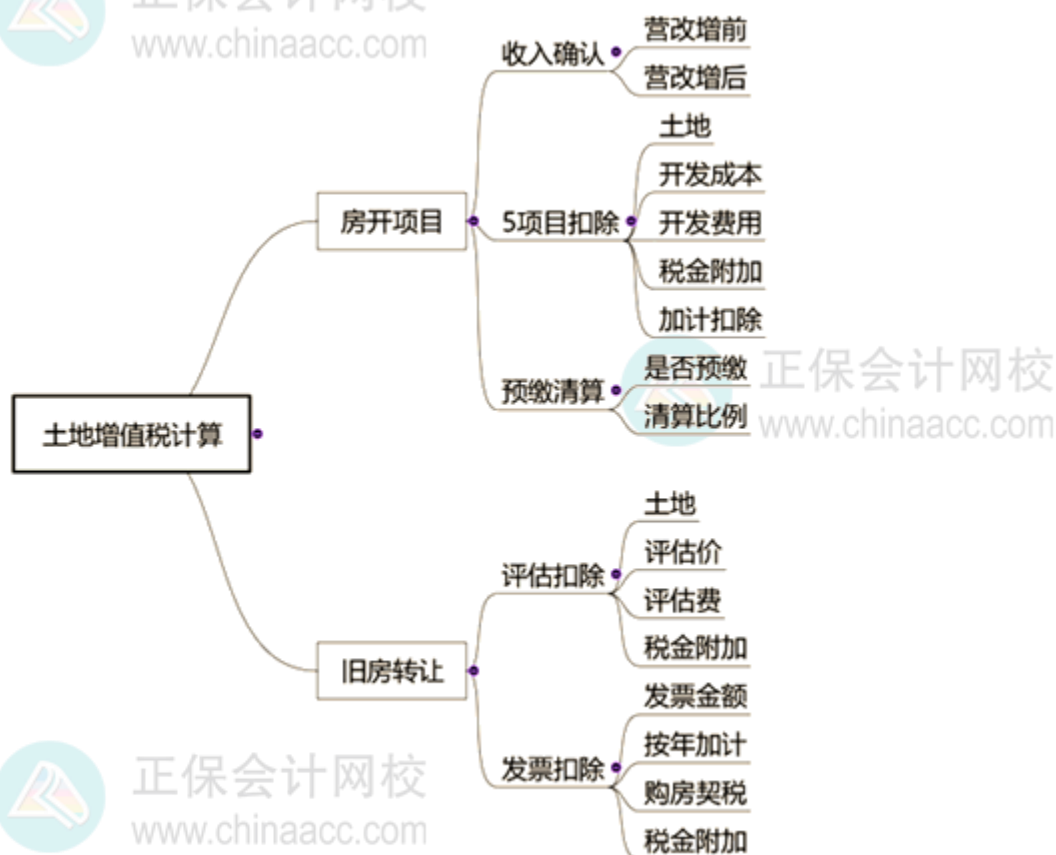 正保会计网校
www.chinaacc.com
土地增值税计算
房开项目
收入确认
营改增前
营改增后
5项目扣除
土地
开发成本
开发费用
税金附加
加计扣除
预缴清算
是否预缴
清算比例
正保会计网校
www.chinaacc.com
旧房转让
评估扣除
土地
评估价
评估费
税金附加
发票扣除
发票金额
按年加计
购房契税
税金附加
正保会计网校
www.chinaacc.com